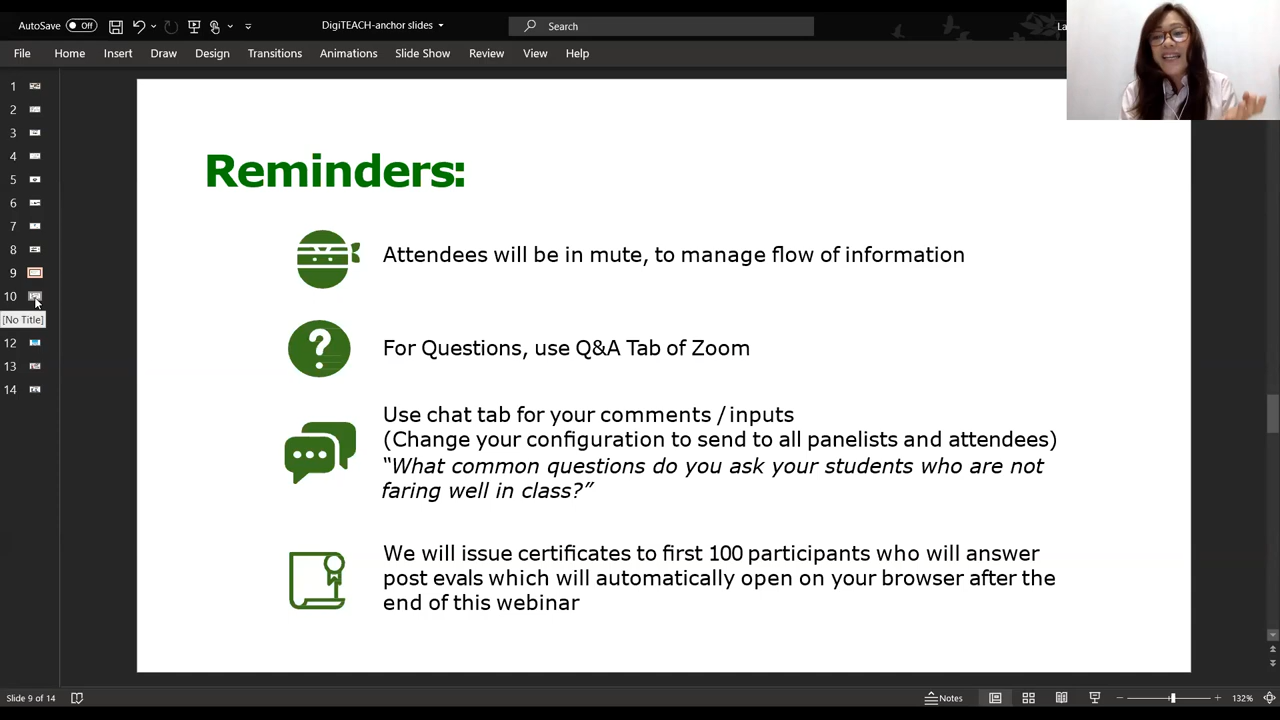 AutoSave Off
DigiTEACH-anchor slides
Search
File Home Insert Draw Design Transitions Animations Slide Show Review View Help
1
2
3
4
5
6
7
8
9
10
[No Title]
12
13
14
Reminders:
Attendees will be in mute, to manage flow of information
For Questions, use Q&A Tab of Zoom
Use chat tab for your comments / inputs
(Change your configuration to send to all panelists and attendees)
“What common questions do you ask your students who are not
faring well in class?”
We will issue certificates to first 100 participants who will answer
post evals which will automatically open on your browser after the
end of this webinar
Slide 9 of 14
Notes
132%